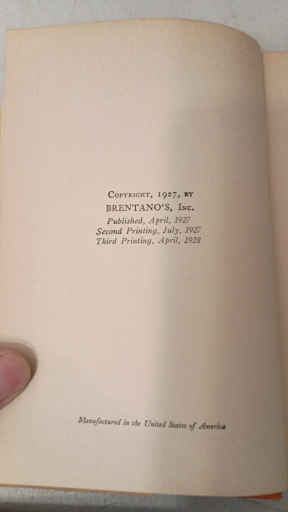 COPYRIGHT, 1927, BY
BRENTANO'S, INC.
Published, April, 1927
Second Printing, July, 1927
Third Printing, April, 1928
Manufactured in the United States of America